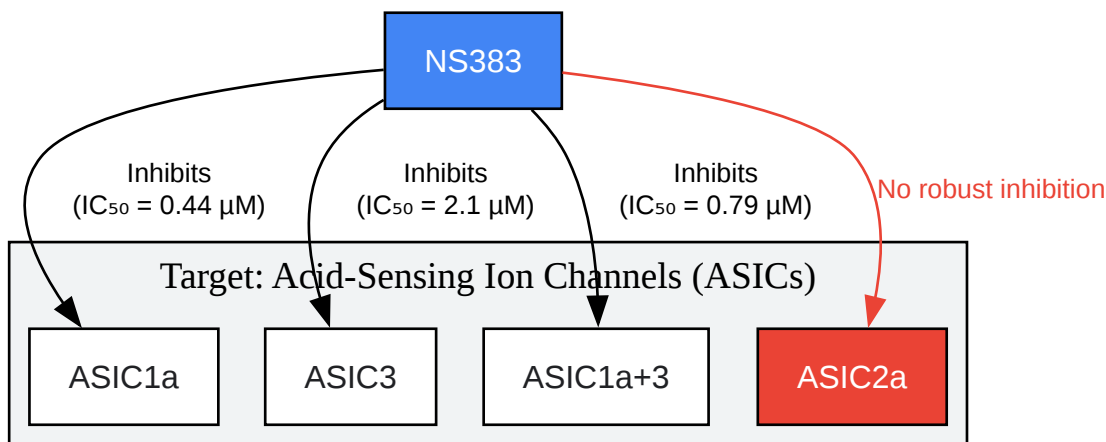 NS383
Inhibits
(IC₅₀ = 0.44 µM)
Inhibits
(IC₅₀ = 2.1 µM)
Inhibits
(IC₅₀ = 0.79 µM)
No robust inhibition
Target: Acid-Sensing Ion Channels (ASICs)
ASIC1a
ASIC3
ASIC1a+3
ASIC2a